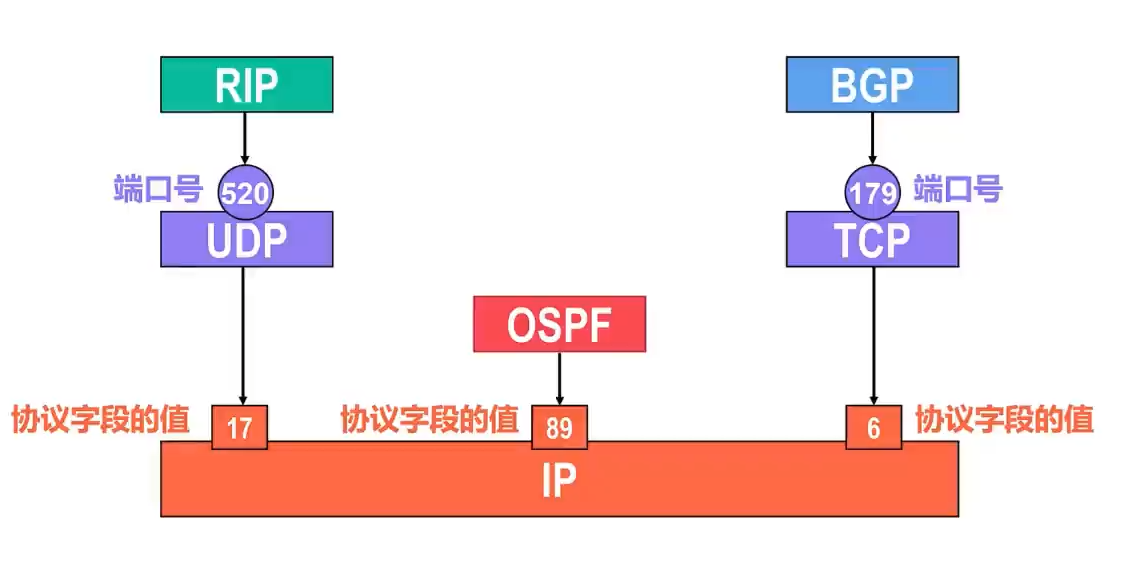 RIP
BGP
端口号 520
179 端口号
UDP
TCP
OSPF
协议字段的值 17
协议字段的值 89
6 协议字段的值
IP